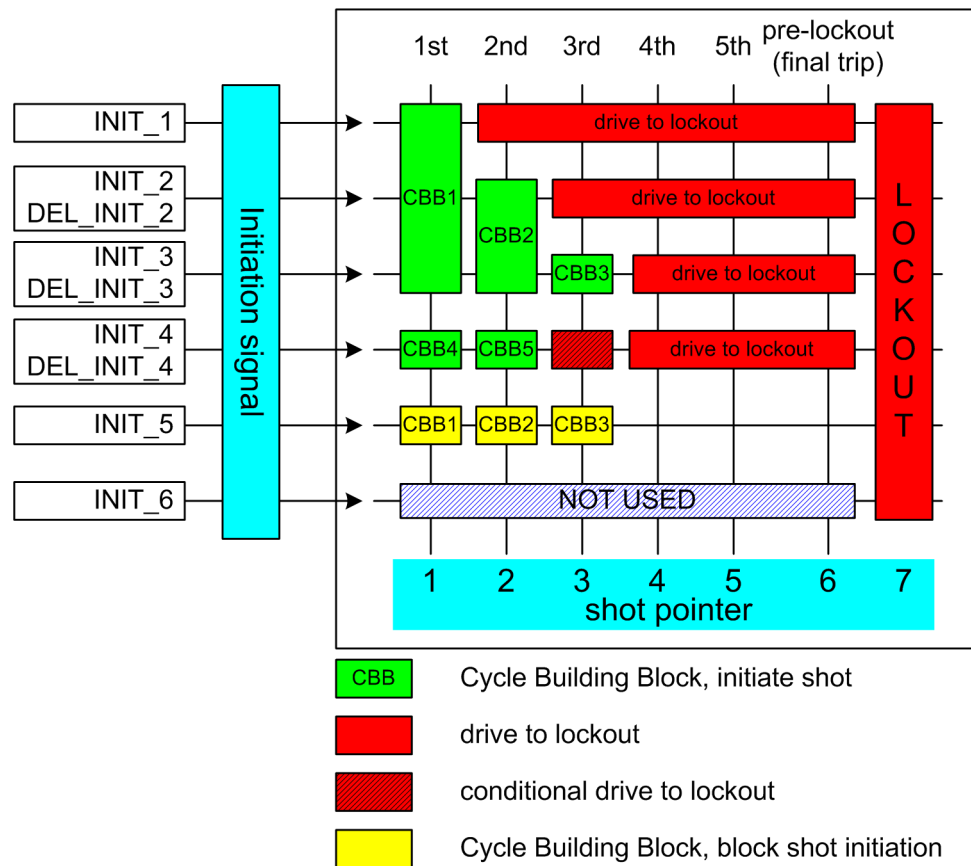 1st 2nd 3rd 4th 5th pre-lockout
(final trip)
INIT_1
drive to lockout
INIT_2
DEL_INIT_2
CBB1
drive to lockout
CBB2
INIT_3
DEL_INIT_3
CBB3
drive to lockout
INIT_4
DEL_INIT_4
CBB4 CBB5
drive to lockout
INIT_5
CBB1 CBB2 CBB3
INIT_6
NOT USED
Initiation signal
LOCKOUT
1 2 3 4 5 6 7
shot pointer
CBB Cycle Building Block, initiate shot
drive to lockout
conditional drive to lockout
Cycle Building Block, block shot initiation